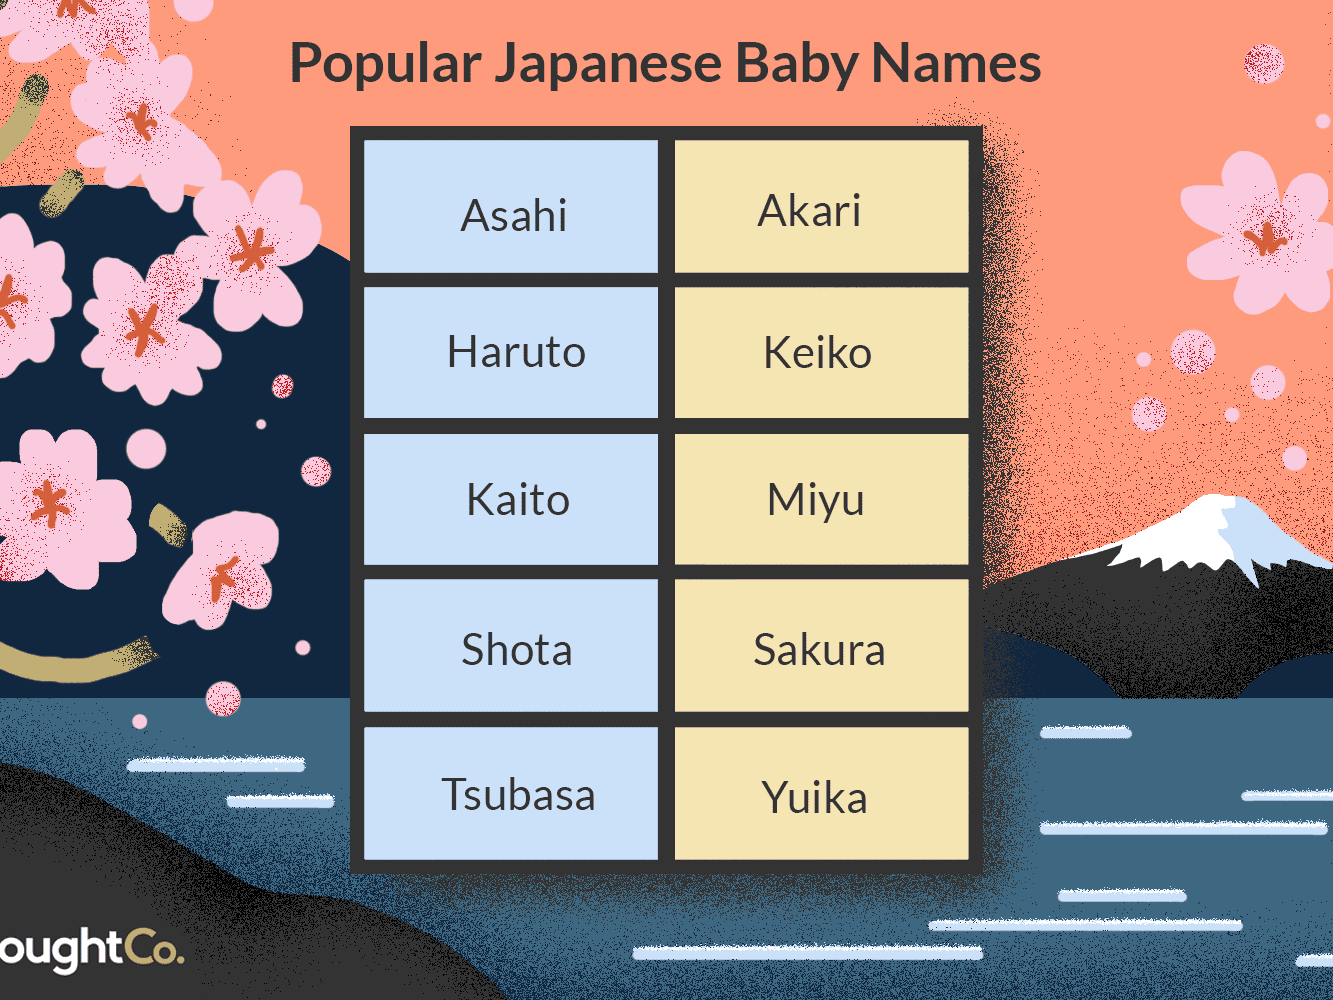 Popular Japanese Baby Names
Asahi Akari
Haruto Keiko
Kaito Miyu
Shota Sakura
Tsubasa Yuika
oughtCo.